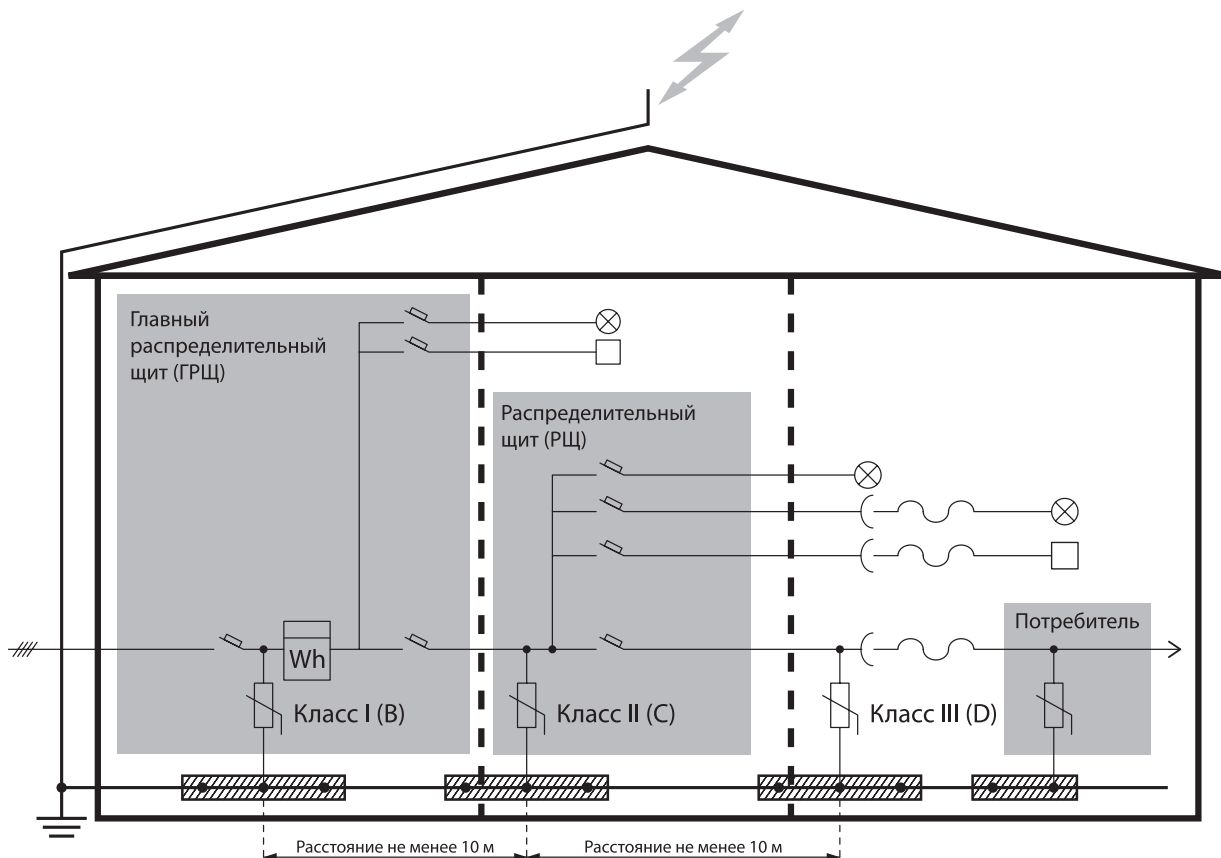 Главный
распределительный
щит (ГРЩ)
Распределительный
щит (РЩ)
Потребитель
Wh
Класс I (B)
Класс II (C)
Класс III (D)
Расстояние не менее 10 м
Расстояние не менее 10 м